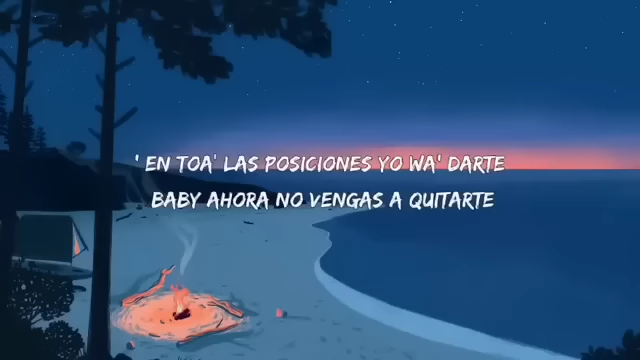 ' EN TOA' LAS POSICIONES YO WA' DARTE
BABY AHORA NO VENGAS A QUITARTE